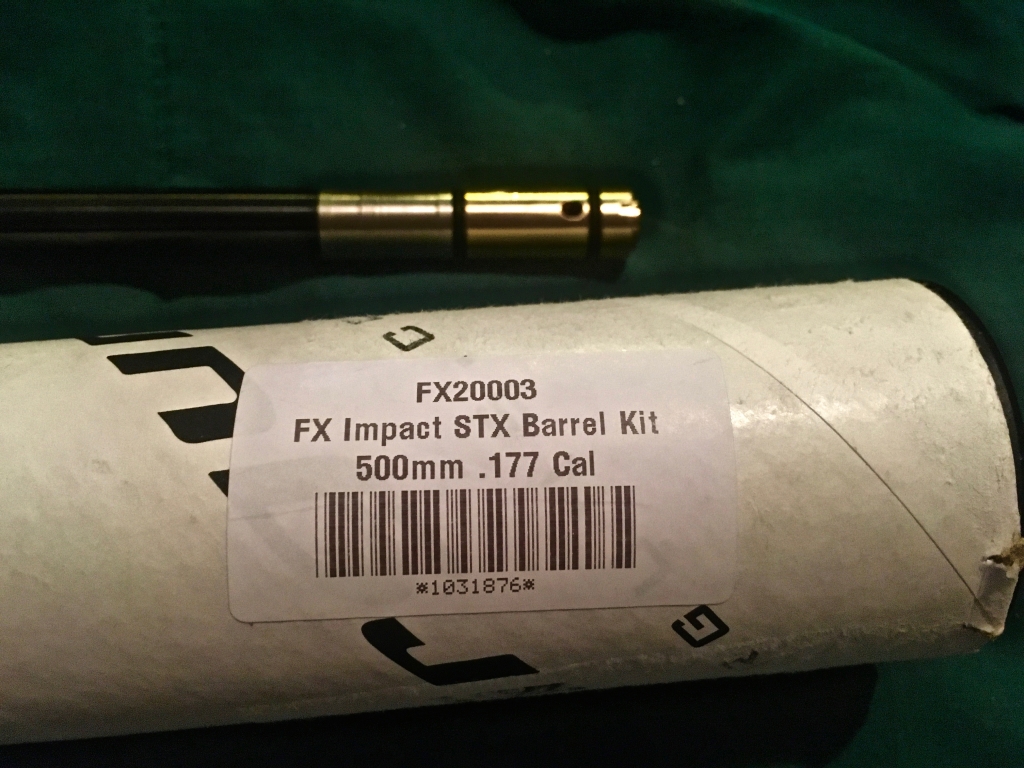 FX20003
FX Impact STX Barrel Kit
500mm .177 Cal
*1031876*